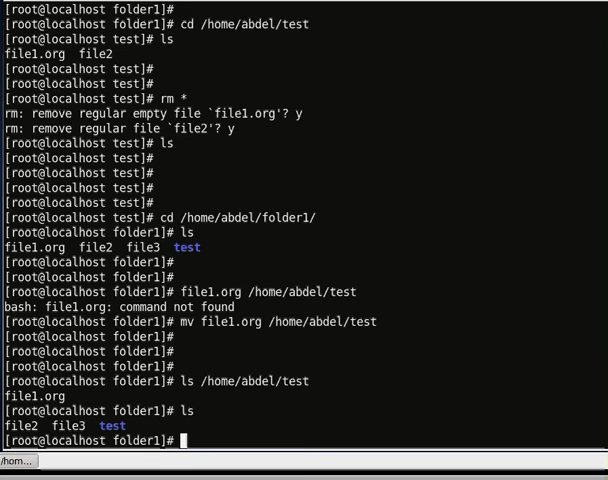 [root@localhost folder1]#
[root@localhost folder1]# cd /home/abdel/test
[root@localhost test]# ls
file1.org  file2
[root@localhost test]#
[root@localhost test]#
[root@localhost test]# rm *
rm: remove regular empty file `file1.org'? y
rm: remove regular file `file2'? y
[root@localhost test]# ls
[root@localhost test]#
[root@localhost test]#
[root@localhost test]#
[root@localhost test]#
[root@localhost test]# cd /home/abdel/folder1/
[root@localhost folder1]# ls
file1.org  file2  file3  test
[root@localhost folder1]#
[root@localhost folder1]#
[root@localhost folder1]# file1.org /home/abdel/test
bash: file1.org: command not found
[root@localhost folder1]# mv file1.org /home/abdel/test
[root@localhost folder1]#
[root@localhost folder1]#
[root@localhost folder1]#
[root@localhost folder1]# ls /home/abdel/test
file1.org
[root@localhost folder1]# ls
file2  file3  test
[root@localhost folder1]#
/hom...